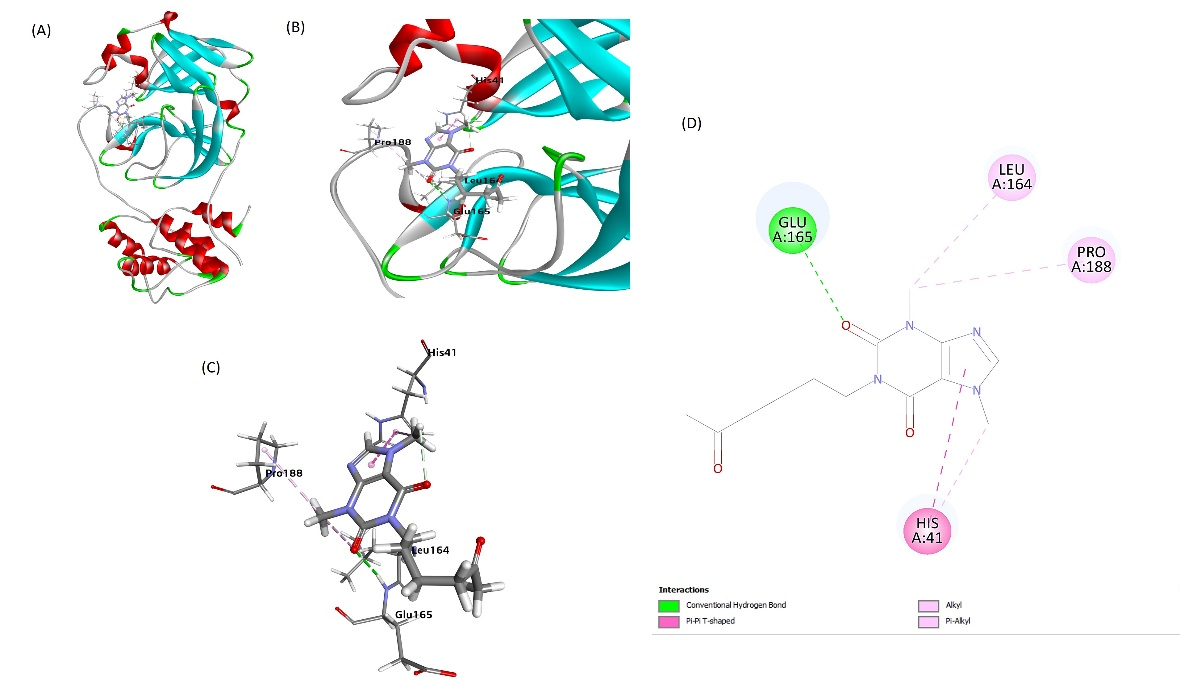 (A)
(B)
His41
Pro188
Leu164
Glu165
(C)
His41
Pro188
Leu164
Glu165
(D)
LEU
A:164
GLU
A:165
PRO
A:188
O
N
N
N
N
O
O
HIS
A:41
Interactions
Conventional Hydrogen Bond
Pi-Pi T-shaped
Alkyl
Pi-Alkyl